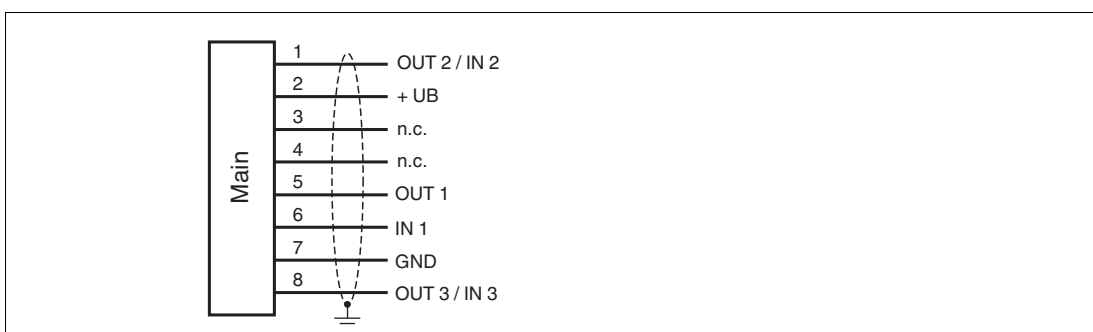 Main
1 OUT 2 / IN 2
2 + UB
3 n.c.
4 n.c.
5 OUT 1
6 IN 1
7 GND
8 OUT 3 / IN 3